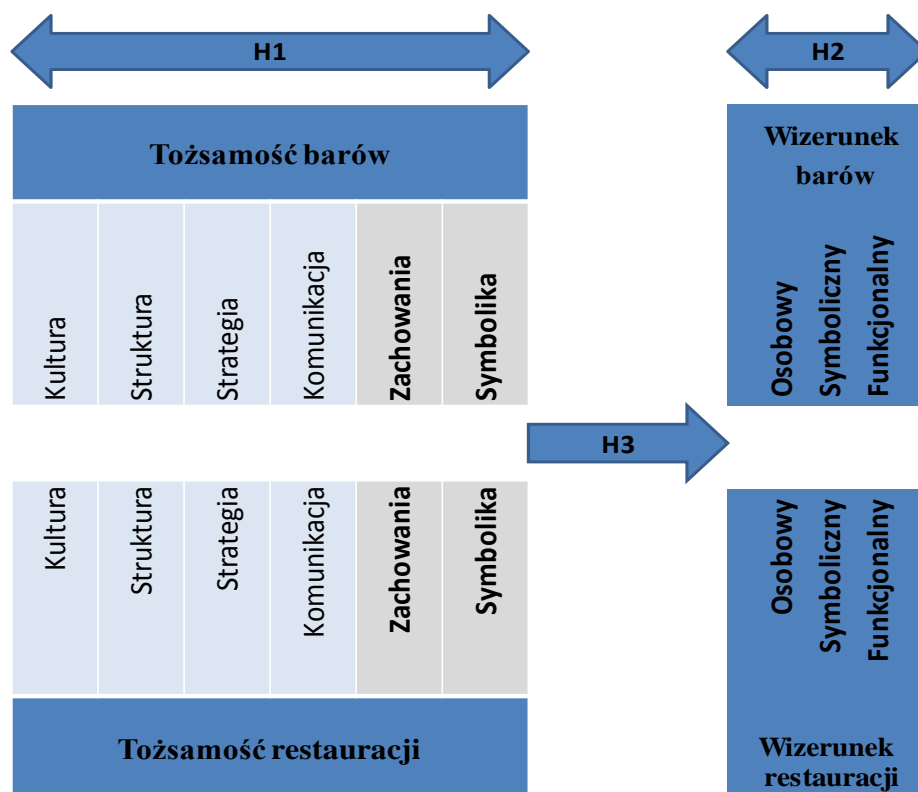 H1
H2
Tożsamość barów
Wizerunek
barów
Kultura
Struktura
Strategia
Komunikacja
Zachowania
Symbolika
Osobowy
Symboliczny
Funkcjonalny
H3
Kultura
Struktura
Strategia
Komunikacja
Zachowania
Symbolika
Osobowy
Symboliczny
Funkcjonalny
Tożsamość restauracji
Wizerunek
restauracji